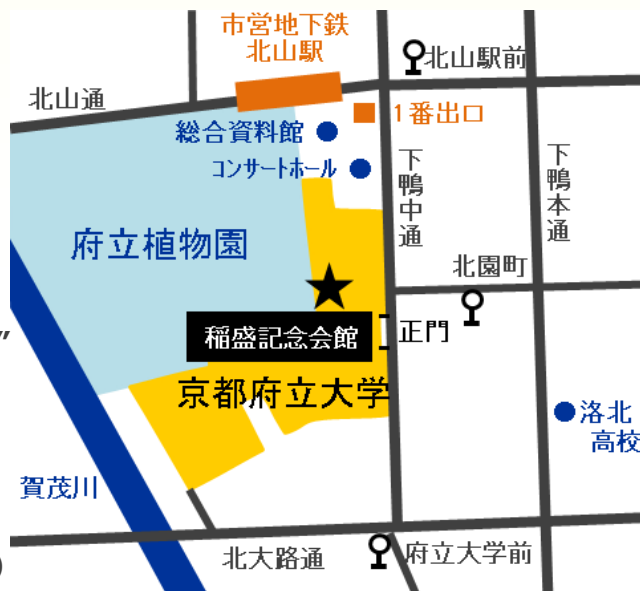 市営地下鉄
北山駅
北山駅前
北山通
1番出口
総合資料館
コンサートホール
下鴨中通
下鴨本通
府立植物園
北園町
稲盛記念会館
正門
京都府立大学
洛北
高校
賀茂川
北大路通
府立大学前
”
)